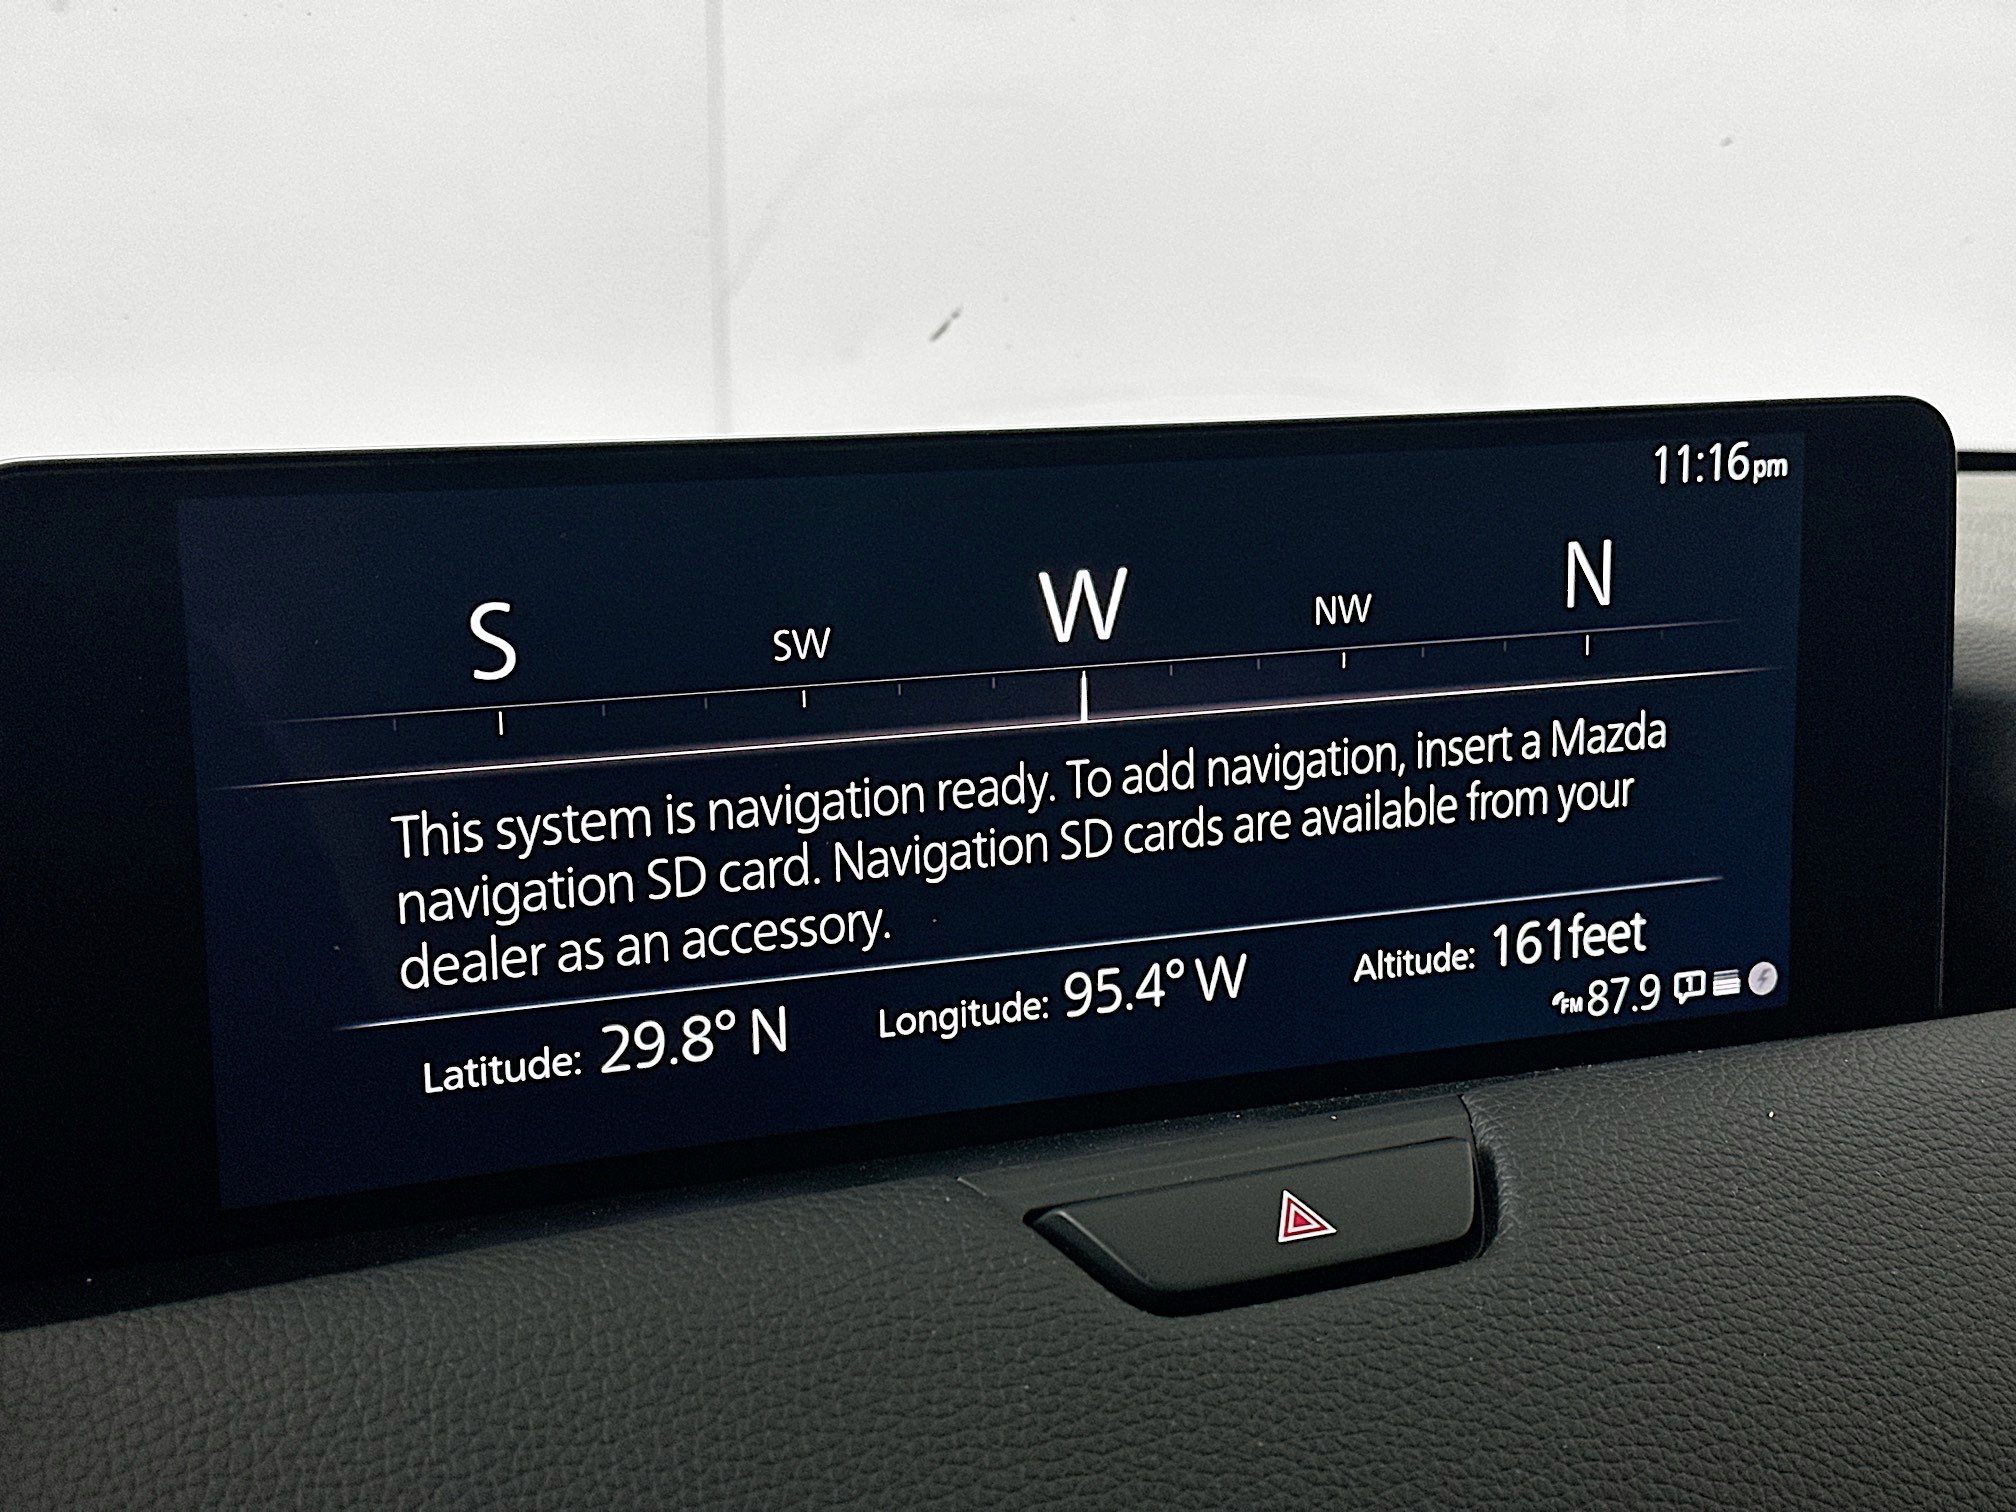 11:16pm
S SW W NW N
This system is navigation ready. To add navigation, insert a Mazda
navigation SD card. Navigation SD cards are available from your
dealer as an accessory.
Latitude: 29.8° N Longitude: 95.4° W Altitude: 161feet
FM 87.9 1